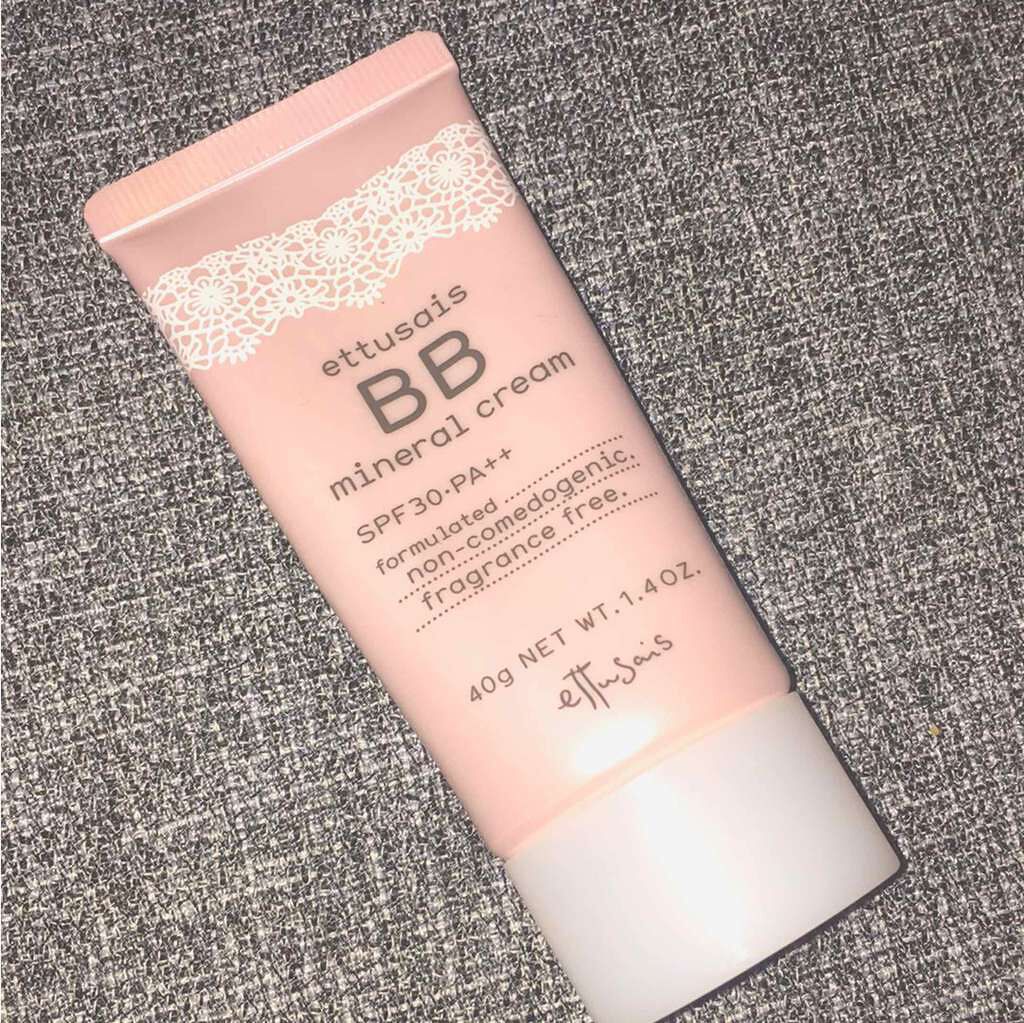 ettusais
BB
mineral cream
SPF30·PA++
formulated
non-comedogenic.
fragrance free.
40g NET WT.1.4OZ.
ettusais